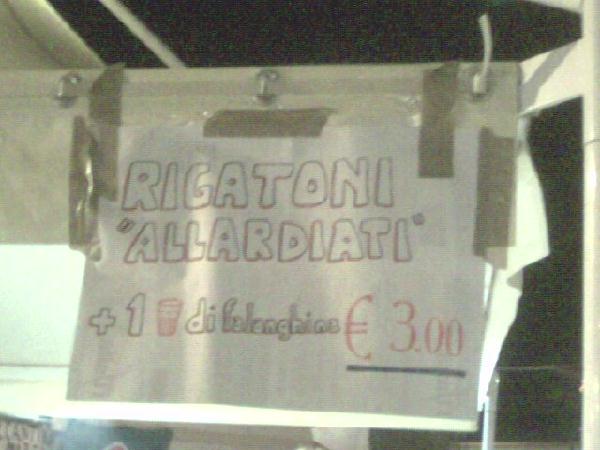 RIGATONI
"ALLARDIATI"
+ 1 di falanghina € 3.00